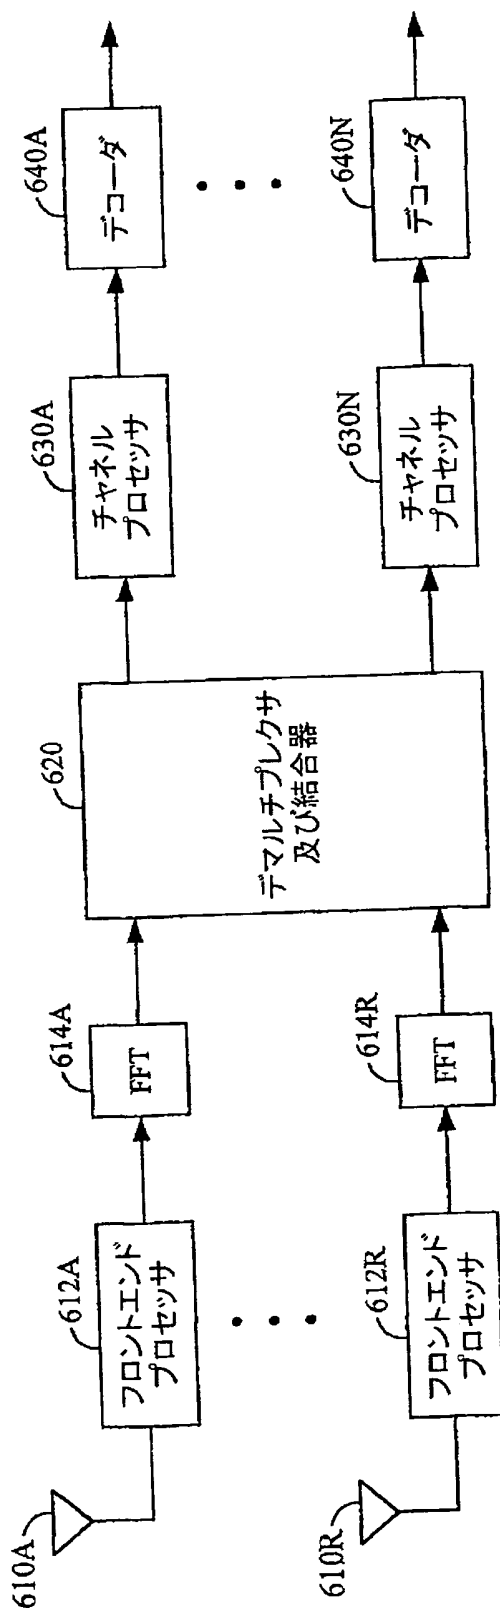 610A
612A
フロントエンド
プロセッサ
614A
FFT
620
デマルチプレクサ
及び結合器
630A
チャネル
プロセッサ
640A
デコーダ
610R
612R
フロントエンド
プロセッサ
614R
FFT
630N
チャネル
プロセッサ
640N
デコーダ